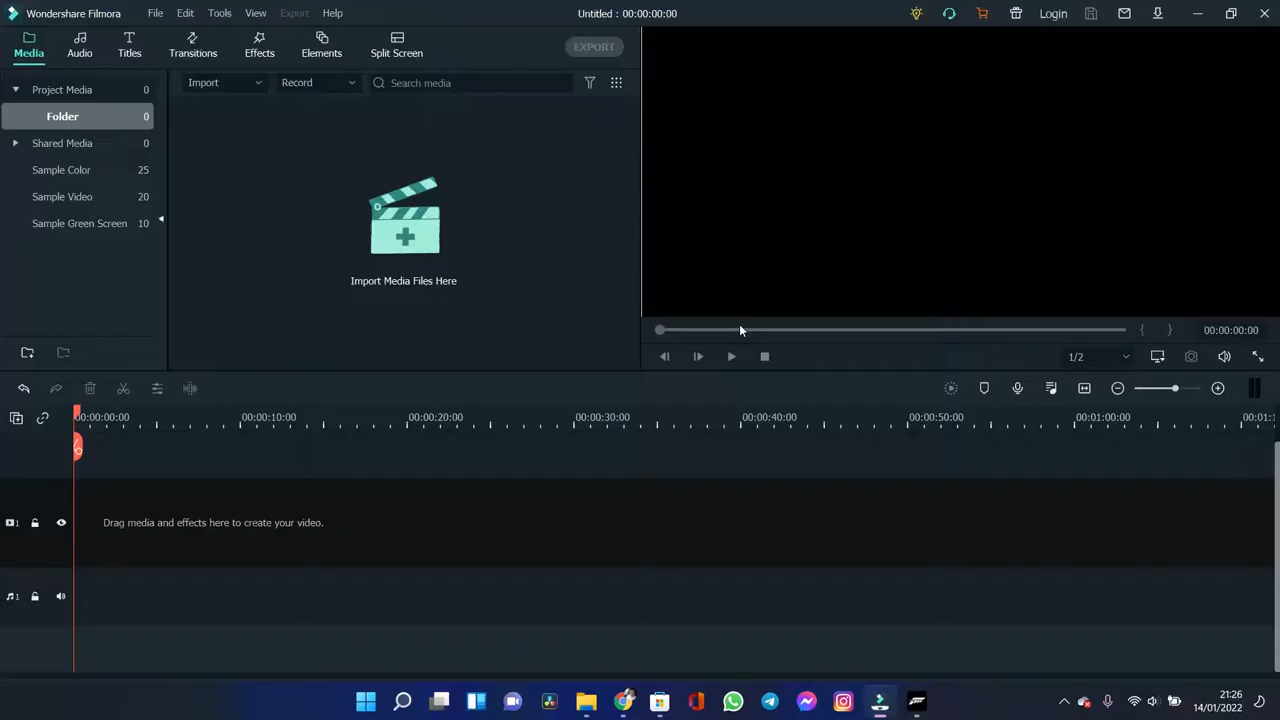 Wondershare Filmora File Edit Tools View Export Help Untitled : 00:00:00:00 Login
Media Audio Titles Transitions Effects Elements Split Screen EXPORT
Import Record Search media
Project Media 0
Folder 0
Shared Media 0
Sample Color 25
Sample Video 20
Sample Green Screen 10
Import Media Files Here
{ } 00:00:00:00
1/2
00:00:00:00 00:00:10:00 00:00:20:00 00:00:30:00 00:00:40:00 00:00:50:00 00:01:00:00 00:01:1
1 Drag media and effects here to create your video.
1
21:26
14/01/2022